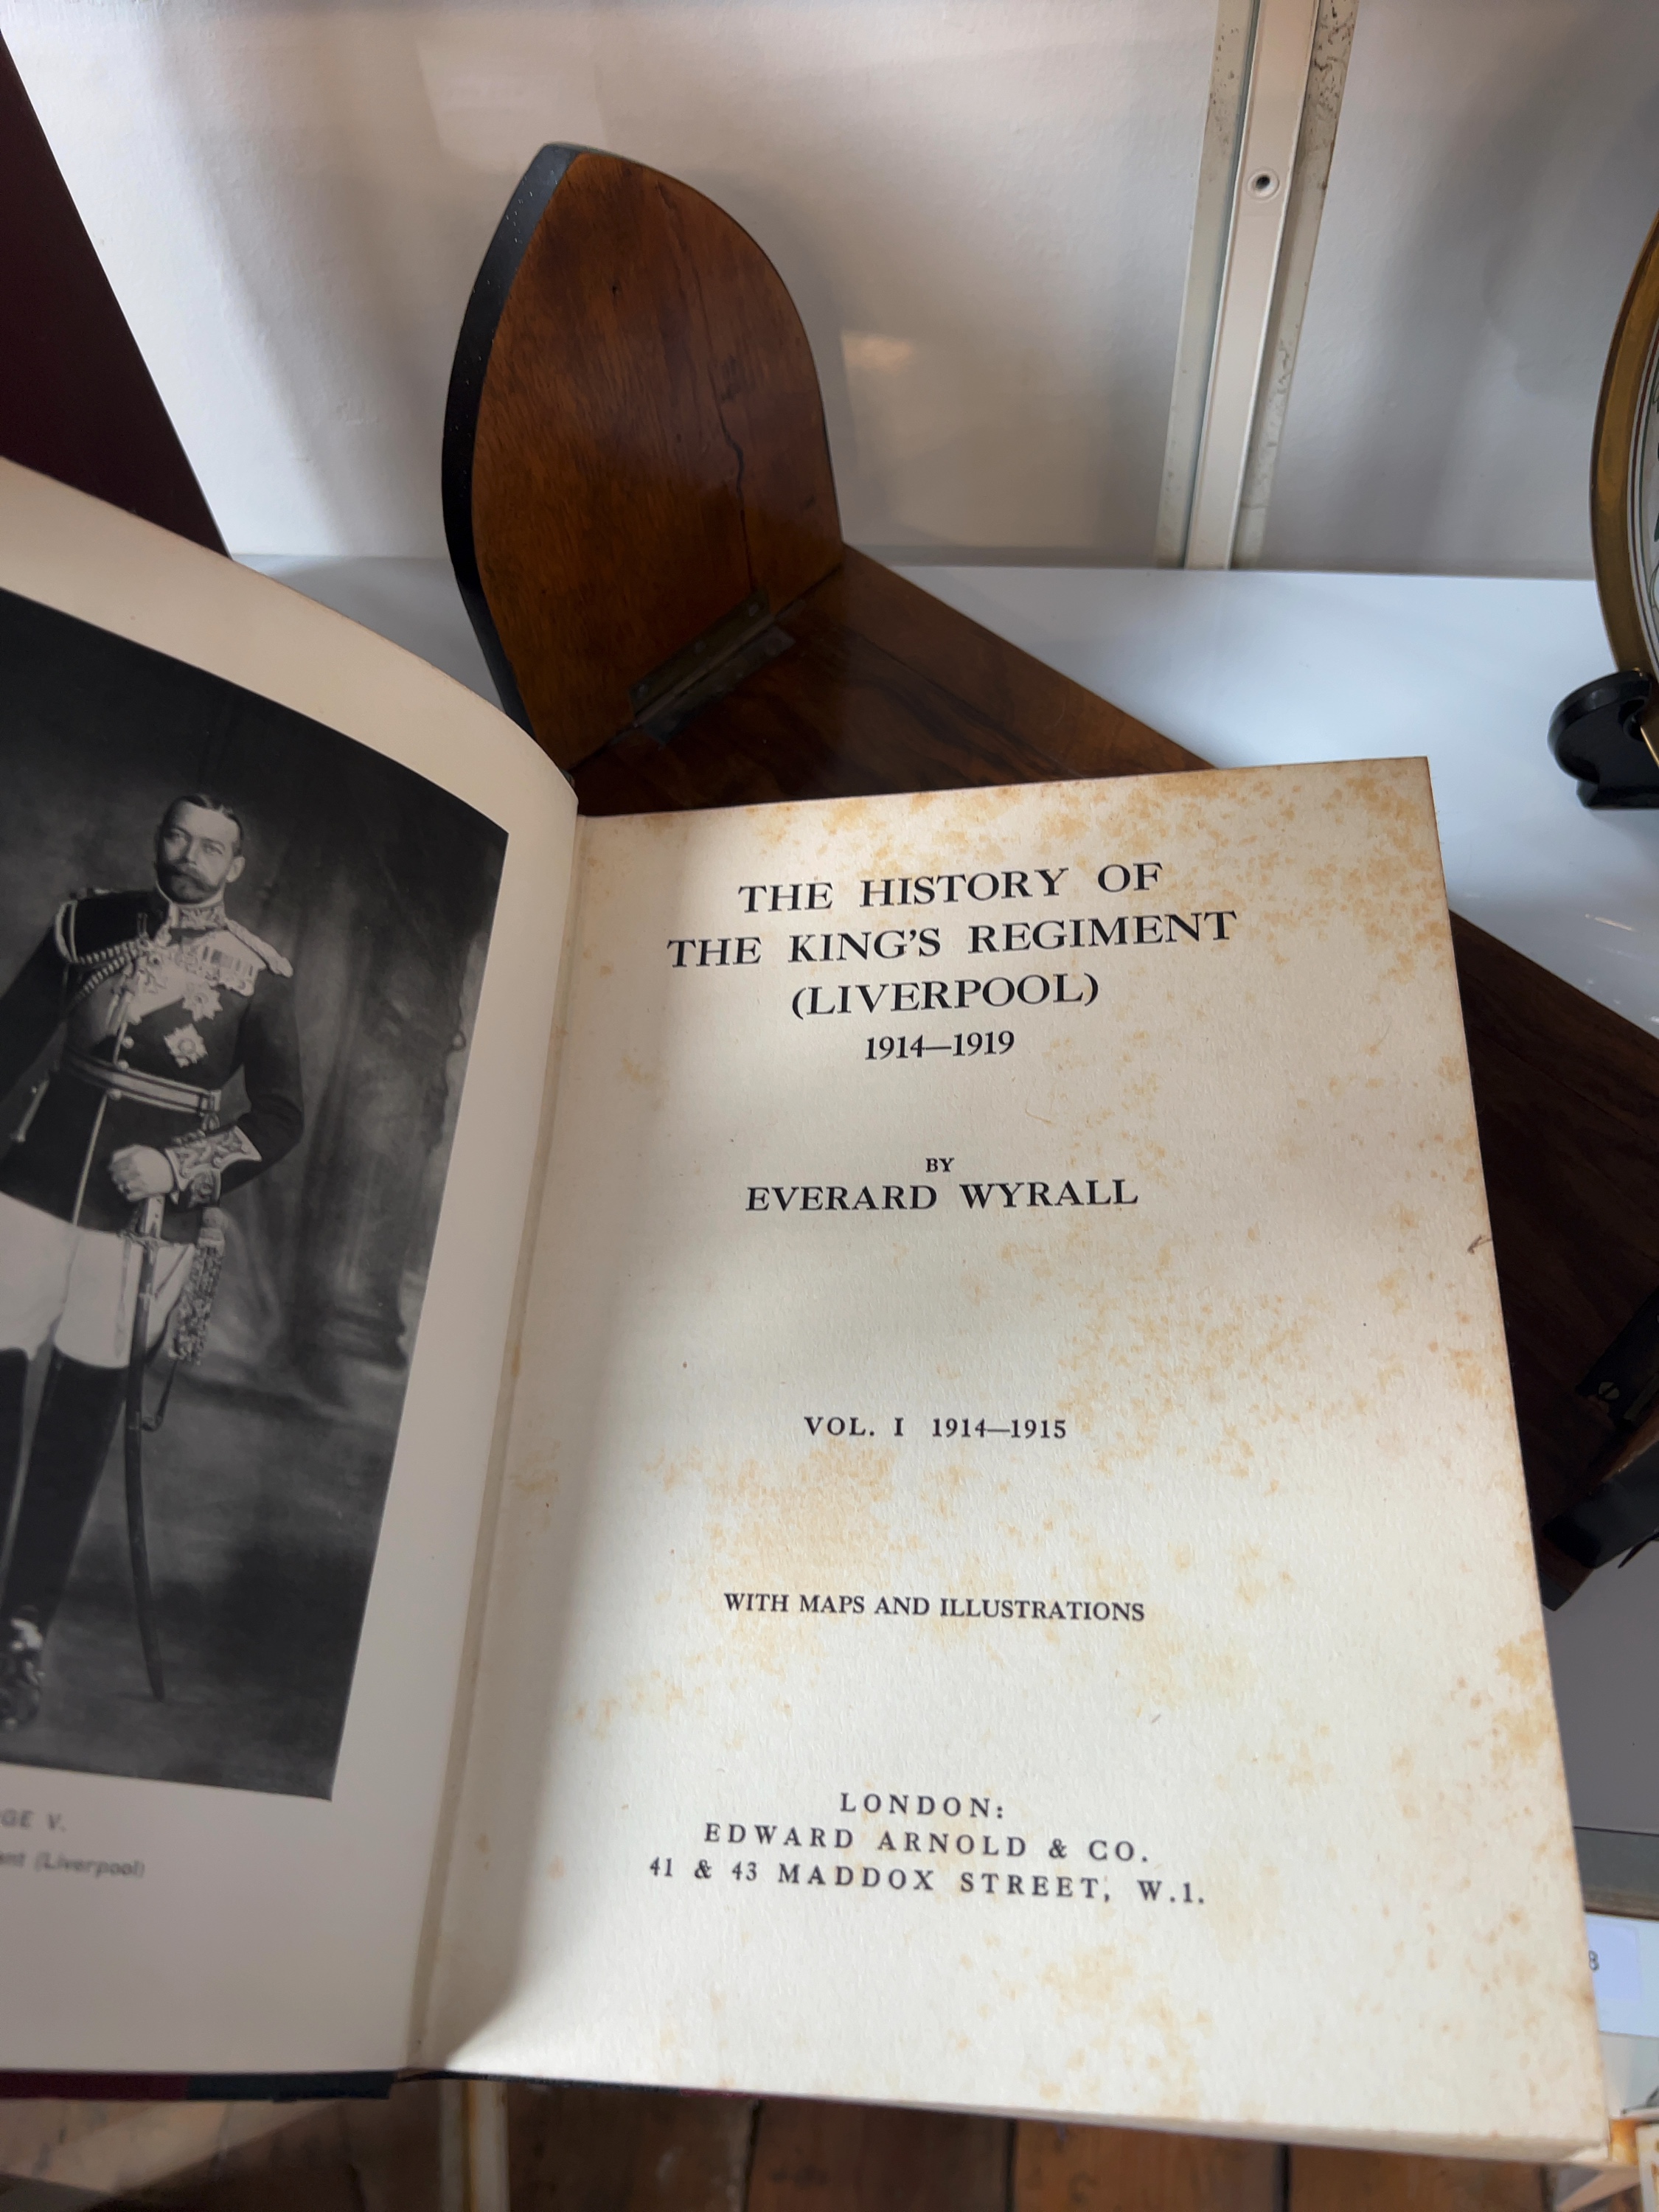 GE V.
(Liverpool)
THE HISTORY OF
THE KING'S REGIMENT
(LIVERPOOL)
1914—1919
BY
EVERARD WYRALL
VOL. I 1914—1915
WITH MAPS AND ILLUSTRATIONS
LONDON:
EDWARD ARNOLD & CO.
41 & 43 MADDOX STREET, W.1.